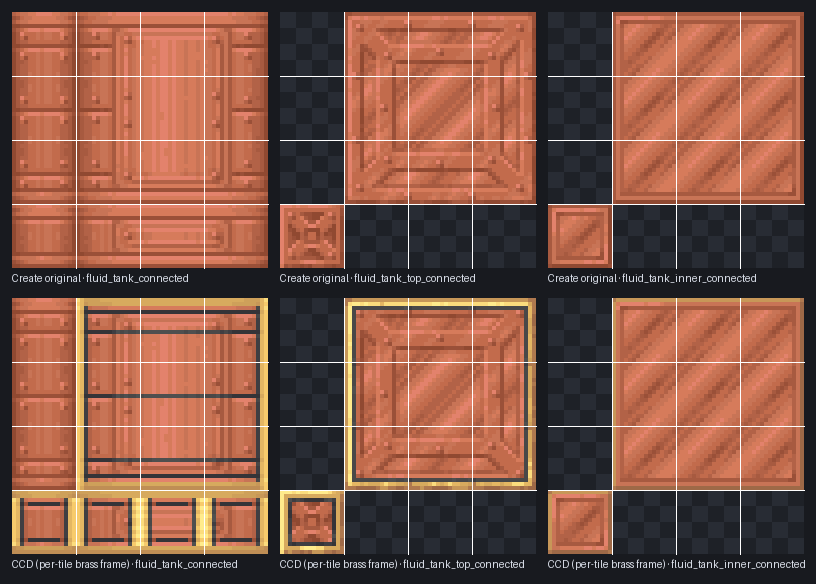 Create original · fluid_tank_connected
Create original · fluid_tank_top_connected
Create original · fluid_tank_inner_connected
CCD (per-tile brass frame) · fluid_tank_connected
CCD (per-tile brass frame) · fluid_tank_top_connected
CCD (per-tile brass frame) · fluid_tank_inner_connected